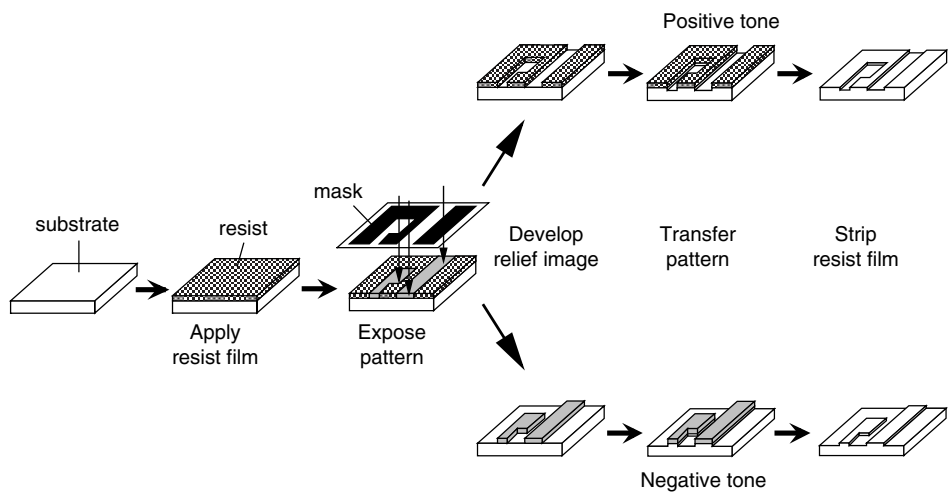 Positive tone
mask
substrate
resist
Develop
relief image
Transfer
pattern
Strip
resist film
Apply
resist film
Expose
pattern
Negative tone